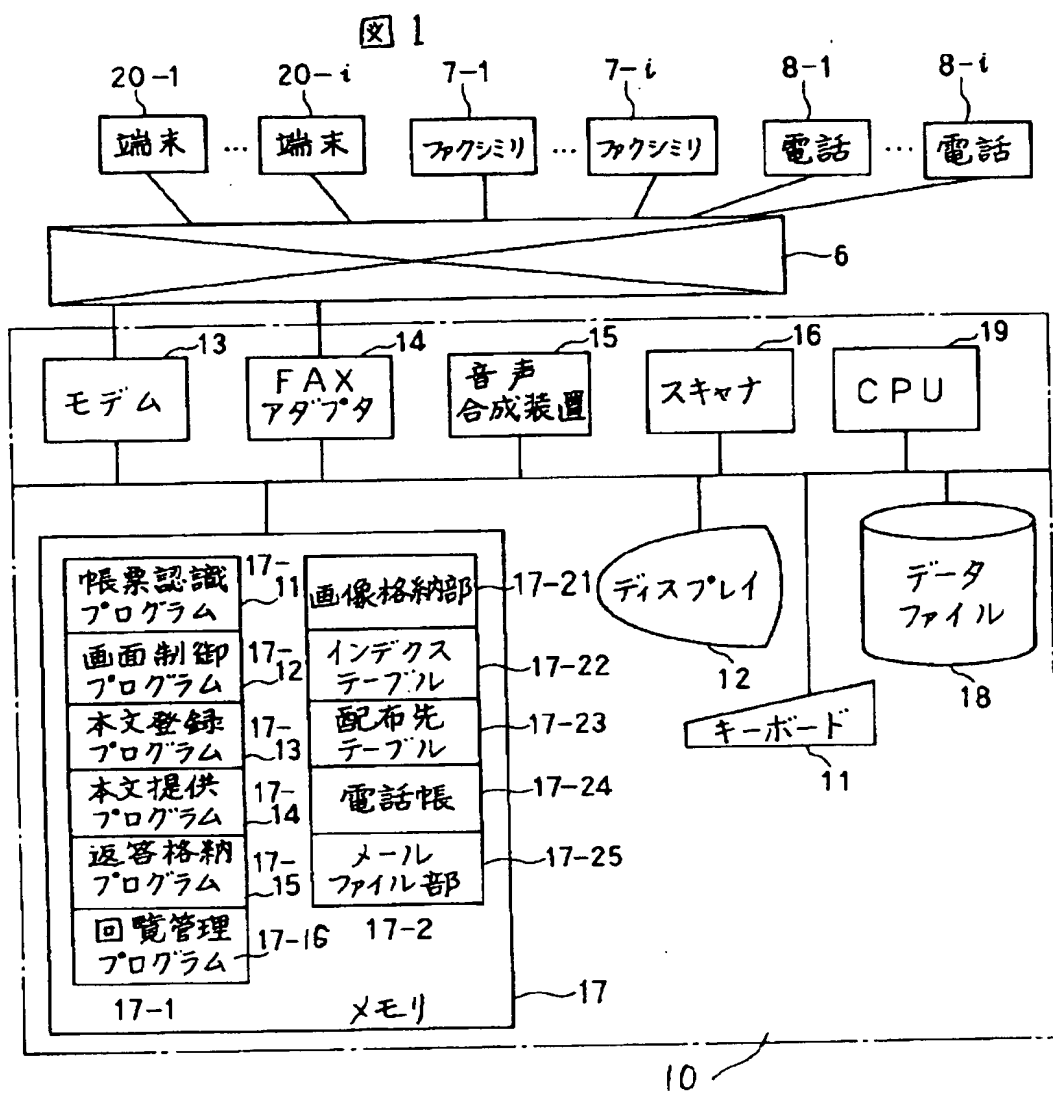 図 1
20-1
20-i
7-1
7-i
8-1
8-i
端末
…
端末
ファクシミリ
…
ファクシミリ
電話
…
電話
6
13
14
15
16
19
モデム
FAX
アダプタ
音声
合成装置
スキャナ
CPU
帳票認識
プログラム
17-
11
画面制御
プログラム
17-
12
本文登録
プログラム
17-
13
本文提供
プログラム
17-
14
返答格納
プログラム
17-
15
回覧管理
プログラム
17-16
17-1
画像格納部
17-21
インデクス
テーブル
17-22
配布先
テーブル
17-23
電話帳
17-24
メール
ファイル部
17-25
17-2
メモリ
17
ディスプレイ
12
キーボード
11
データ
ファイル
18
10